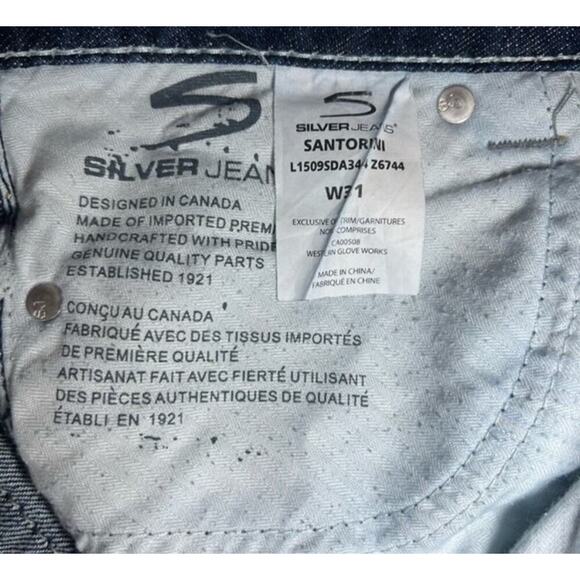 SILVER JEAN
DESIGNED IN CANADA
MADE OF IMPORTED PREM
HANDCRAFTED WITH PRIDE
GENUINE QUALITY PARTS
ESTABLISHED 1921
CONÇU AU CANADA
FABRIQUÉ AVEC DES TISSUS IMPORTÉS
DE PREMIÈRE QUALITÉ
ARTISANAT FAIT AVEC FIERTÉ UTILISANT
DES PIÈCES AUTHENTIQUES DE QUALITÉ
ÉTABLI EN 1921
SILVER JEANS®
SANTORINI
L1509SDA344 Z6744
W31
EXCLUSIVE OF TRIM/GARNITURES
NON COMPRISES
CA00508
WESTERN GLOVE WORKS
MADE IN CHINA/
FABRIQUÉ EN CHINE